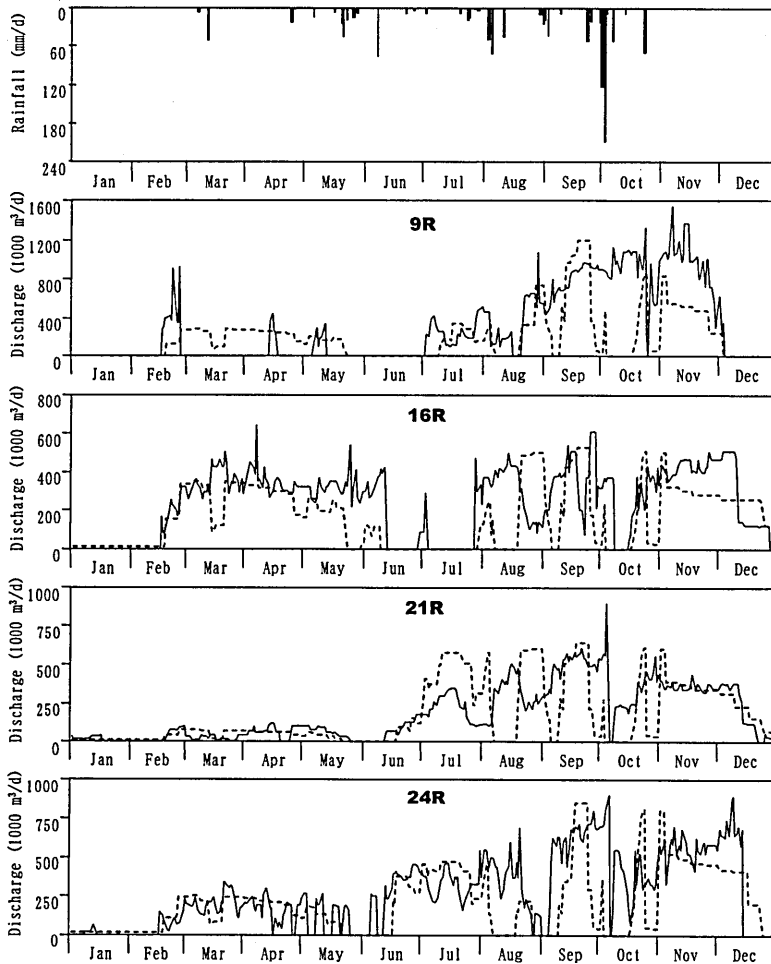 Rainfall (mm/d)
0
60
120
180
240
Jan Feb Mar Apr May Jun Jul Aug Sep Oct Nov Dec
Discharge (1000 m³/d)
1600
1200
800
400
0
9R
Jan Feb Mar Apr May Jun Jul Aug Sep Oct Nov Dec
Discharge (1000 m³/d)
800
600
400
200
0
16R
Jan Feb Mar Apr May Jun Jul Aug Sep Oct Nov Dec
Discharge (1000 m³/d)
1000
750
500
250
0
21R
Jan Feb Mar Apr May Jun Jul Aug Sep Oct Nov Dec
Discharge (1000 m³/d)
1000
750
500
250
0
24R
Jan Feb Mar Apr May Jun Jul Aug Sep Oct Nov Dec